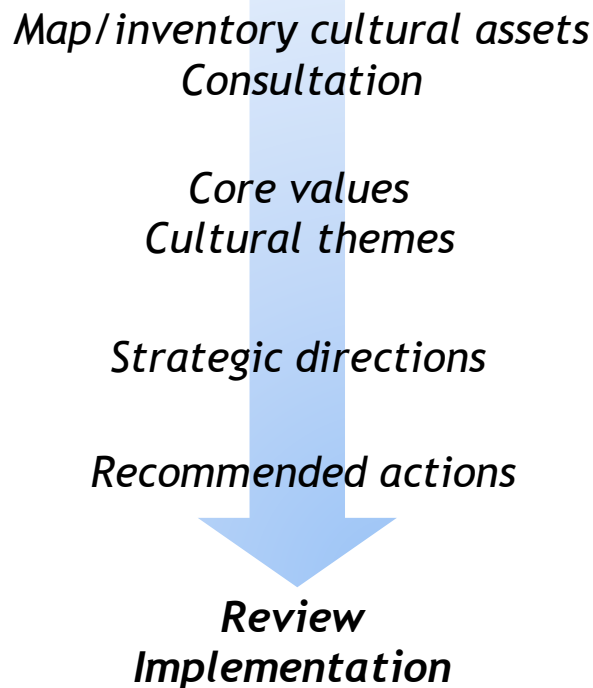 Map/inventory cultural assets
Consultation
Core values
Cultural themes
Strategic directions
Recommended actions
Review
Implementation